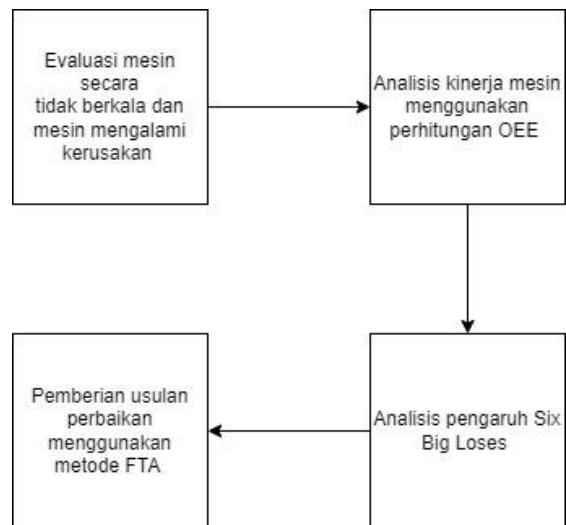 Evaluasi mesin
secara
tidak berkala dan
mesin mengalami
kerusakan
Analisis kinerja mesin
menggunakan
perhitungan OEE
Analisis pengaruh Six
Big Loses
Pemberian usulan
perbaikan
menggunakan
metode FTA